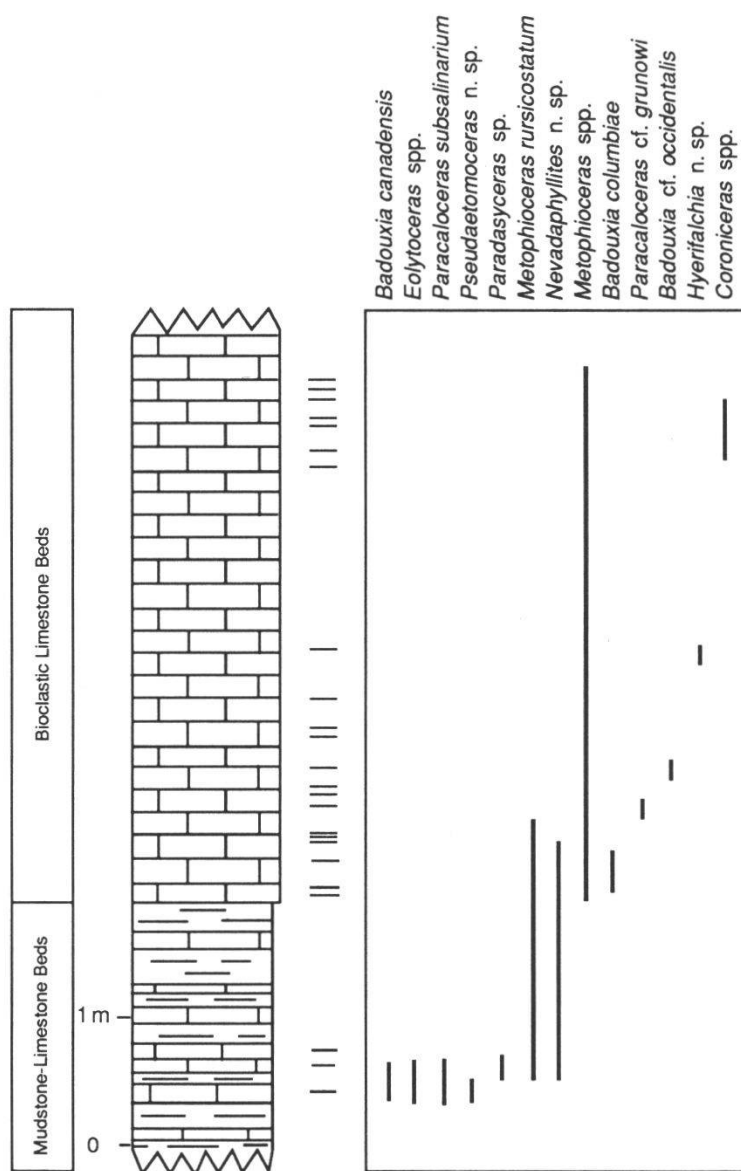 Badouxia canadensis
Eolytoceras spp.
Paracaloceras subsalinarium
Pseudaetomoceras n. sp.
Paradasyceras sp.
Metophioceras rursicostatum
Nevadaphyllites n. sp.
Metophioceras spp.
Badouxia columbiae
Paracaloceras cf. grunowi
Badouxia cf. occidentalis
Hyerifalchia n. sp.
Coroniceras spp.
Bioclastic Limestone Beds
Mudstone-Limestone Beds
1 m
0